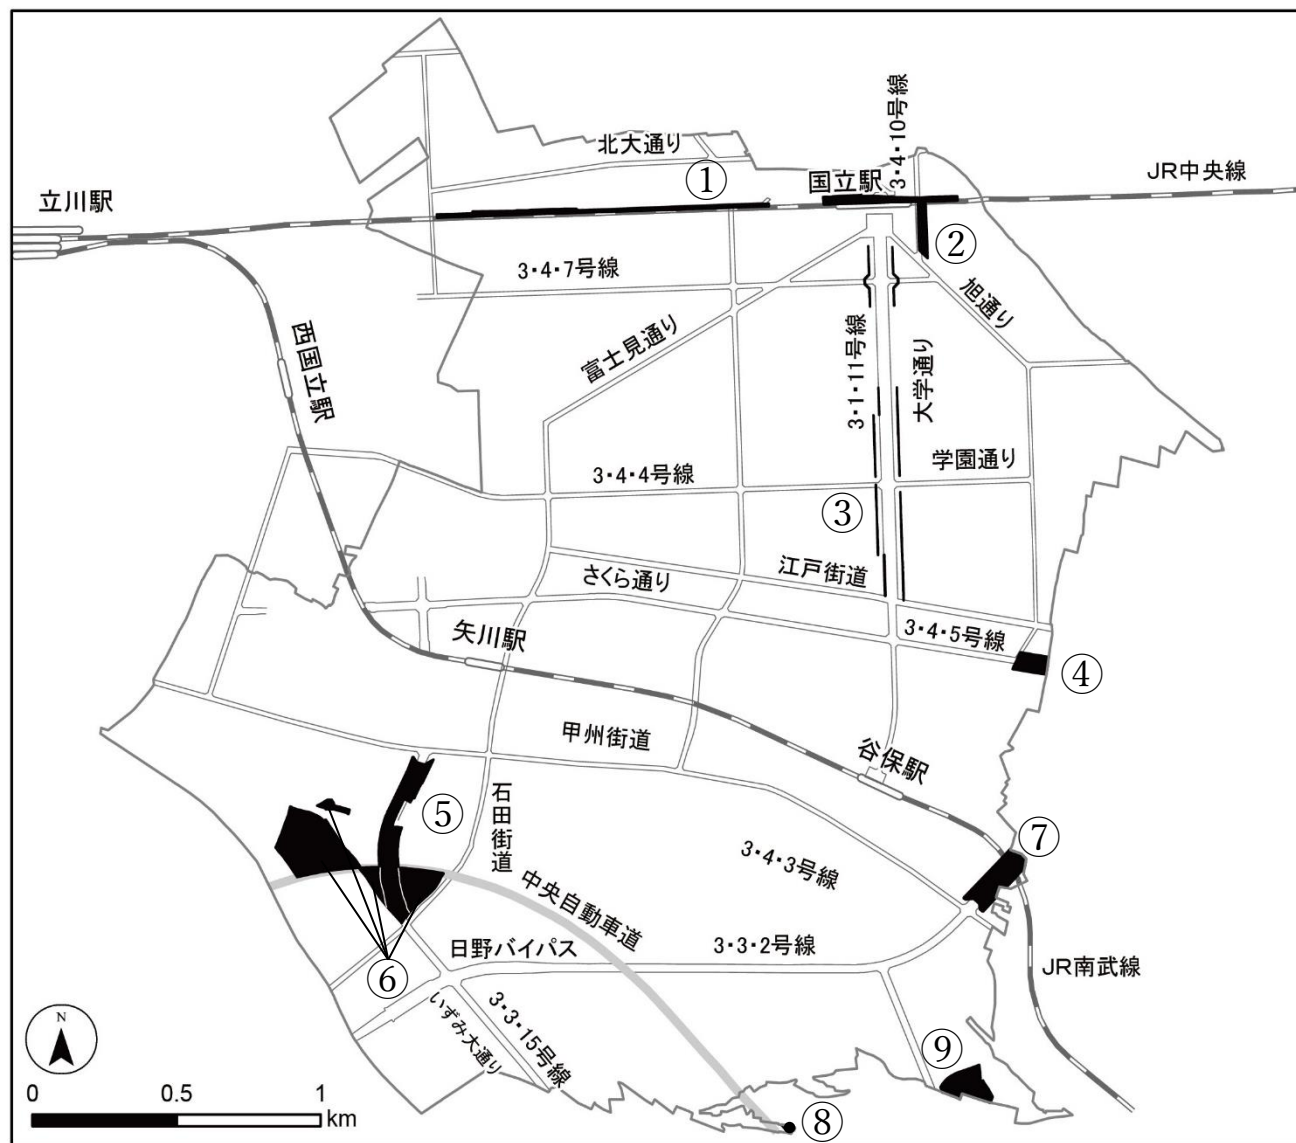 北大通り
3・4・10号線
①
国立駅
JR中央線
立川駅
②
3・4・7号線
旭通り
富士見通り
3・1・11号線
大学通り
西国立駅
学園通り
3・4・4号線
③
江戸街道
さくら通り
3・4・5号線
矢川駅
④
甲州街道
谷保駅
石田街道
⑤
⑦
3・4・3号線
中央自動車道
日野バイパス
3・3・2号線
⑥
JR南武線
いずみ大通り
3・3・15号線
N
⑨
0 0.5 1
km
⑧